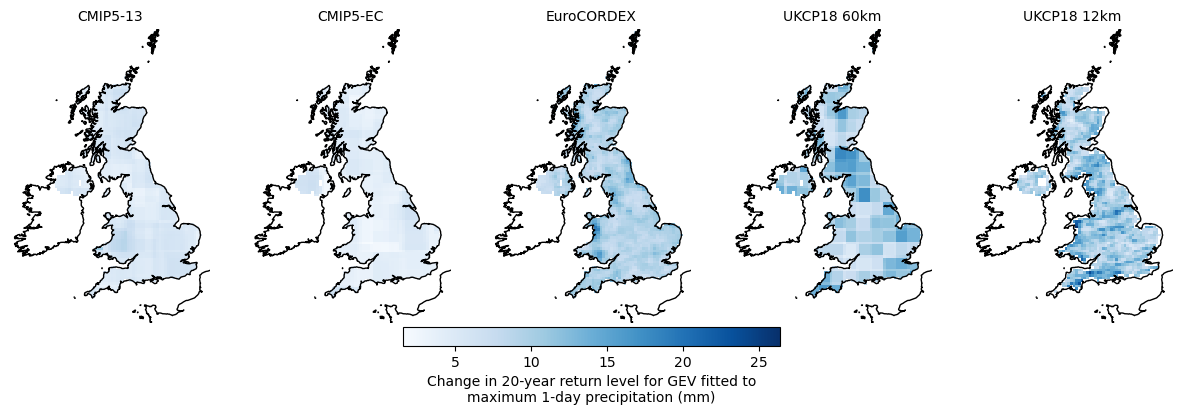 CMIP5-13
CMIP5-EC
EuroCORDEX
UKCP18 60km
UKCP18 12km
5 10 15 20 25
Change in 20-year return level for GEV fitted to
maximum 1-day precipitation (mm)